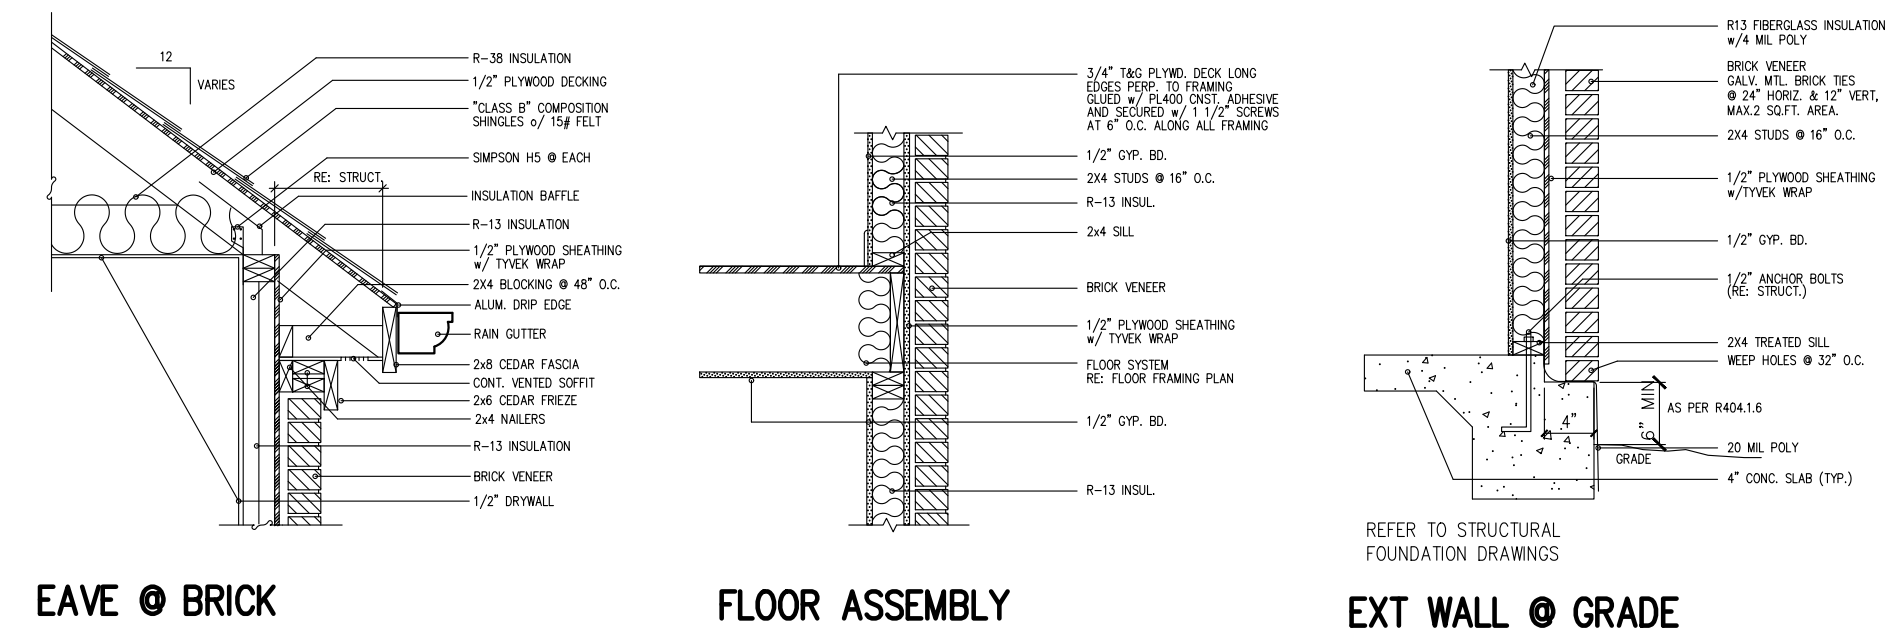 12
VARIES
RE: STRUCT.
R-38 INSULATION
1/2" PLYWOOD DECKING
"CLASS B" COMPOSITION
SHINGLES o/ 15# FELT
SIMPSON H5 @ EACH
INSULATION BAFFLE
R-13 INSULATION
1/2" PLYWOOD SHEATHING
w/ TYVEK WRAP
2X4 BLOCKING @ 48" O.C.
ALUM. DRIP EDGE
RAIN GUTTER
2x8 CEDAR FASCIA
CONT. VENTED SOFFIT
2x6 CEDAR FRIEZE
2x4 NAILERS
R-13 INSULATION
BRICK VENEER
1/2" DRYWALL
EAVE @ BRICK
3/4" T&G PLYWD. DECK LONG
EDGES PERP. TO FRAMING
GLUED w/ PL400 CNST. ADHESIVE
AND SECURED w/ 1 1/2" SCREWS
AT 6" O.C. ALONG ALL FRAMING
1/2" GYP. BD.
2X4 STUDS @ 16" O.C.
R-13 INSUL.
2x4 SILL
BRICK VENEER
1/2" PLYWOOD SHEATHING
w/ TYVEK WRAP
FLOOR SYSTEM
RE: FLOOR FRAMING PLAN
1/2" GYP. BD.
R-13 INSUL.
FLOOR ASSEMBLY
R13 FIBERGLASS INSULATION
w/4 MIL POLY
BRICK VENEER
GALV. MTL. BRICK TIES
@ 24" HORIZ. & 12" VERT,
MAX.2 SQ.FT. AREA.
2X4 STUDS @ 16" O.C.
1/2" PLYWOOD SHEATHING
w/TYVEK WRAP
1/2" GYP. BD.
1/2" ANCHOR BOLTS
(RE: STRUCT.)
2X4 TREATED SILL
WEEP HOLES @ 32" O.C.
6" MIN
AS PER R404.1.6
4"
20 MIL POLY
GRADE
4" CONC. SLAB (TYP.)
REFER TO STRUCTURAL
FOUNDATION DRAWINGS
EXT WALL @ GRADE